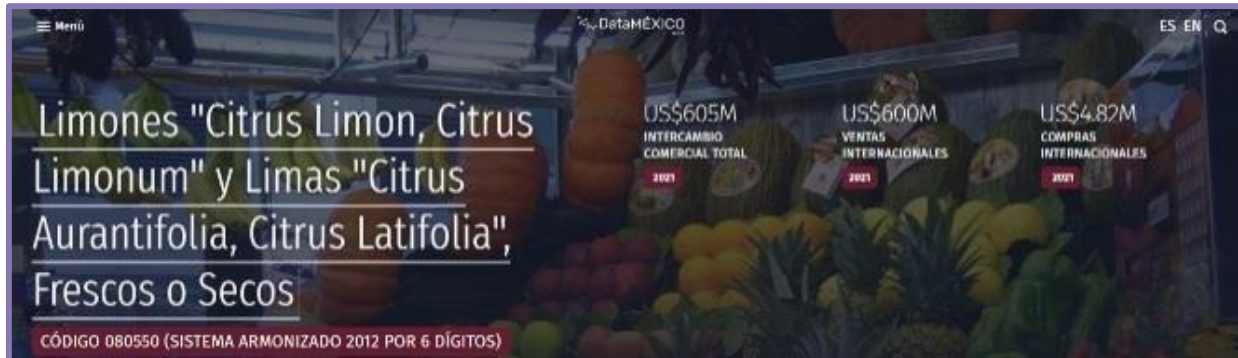 Menú
DataMÉXICO
ES EN
Limones "Citrus Limon, Citrus
Limonum" y Limas "Citrus
Aurantifolia, Citrus Latifolia",
Frescos o Secos
CÓDIGO 080550 (SISTEMA ARMONIZADO 2012 POR 6 DÍGITOS)
US$605M
INTERCAMBIO
COMERCIAL TOTAL
2021
US$600M
VENTAS
INTERNACIONALES
2021
US$4.82M
COMPRAS
INTERNACIONALES
2021